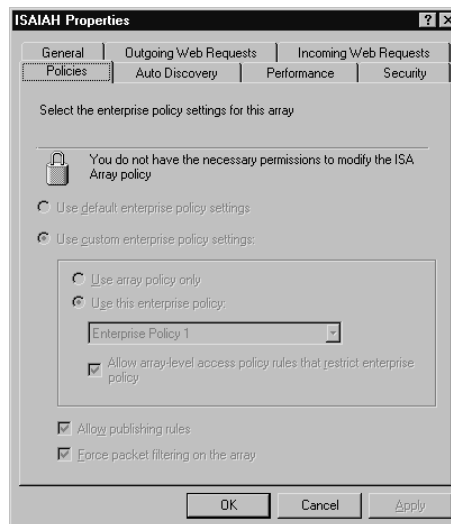 ISAIAH Properties
General
Outgoing Web Requests
Incoming Web Requests
Policies
Auto Discovery
Performance
Security
Select the enterprise policy settings for this array
You do not have the necessary permissions to modify the ISA
Array policy
Use default enterprise policy settings
Use custom enterprise policy settings:
Use array policy only
Use this enterprise policy:
Enterprise Policy 1
Allow array-level access policy rules that restrict enterprise
policy
Allow publishing rules
Force packet filtering on the array
OK
Cancel
Apply